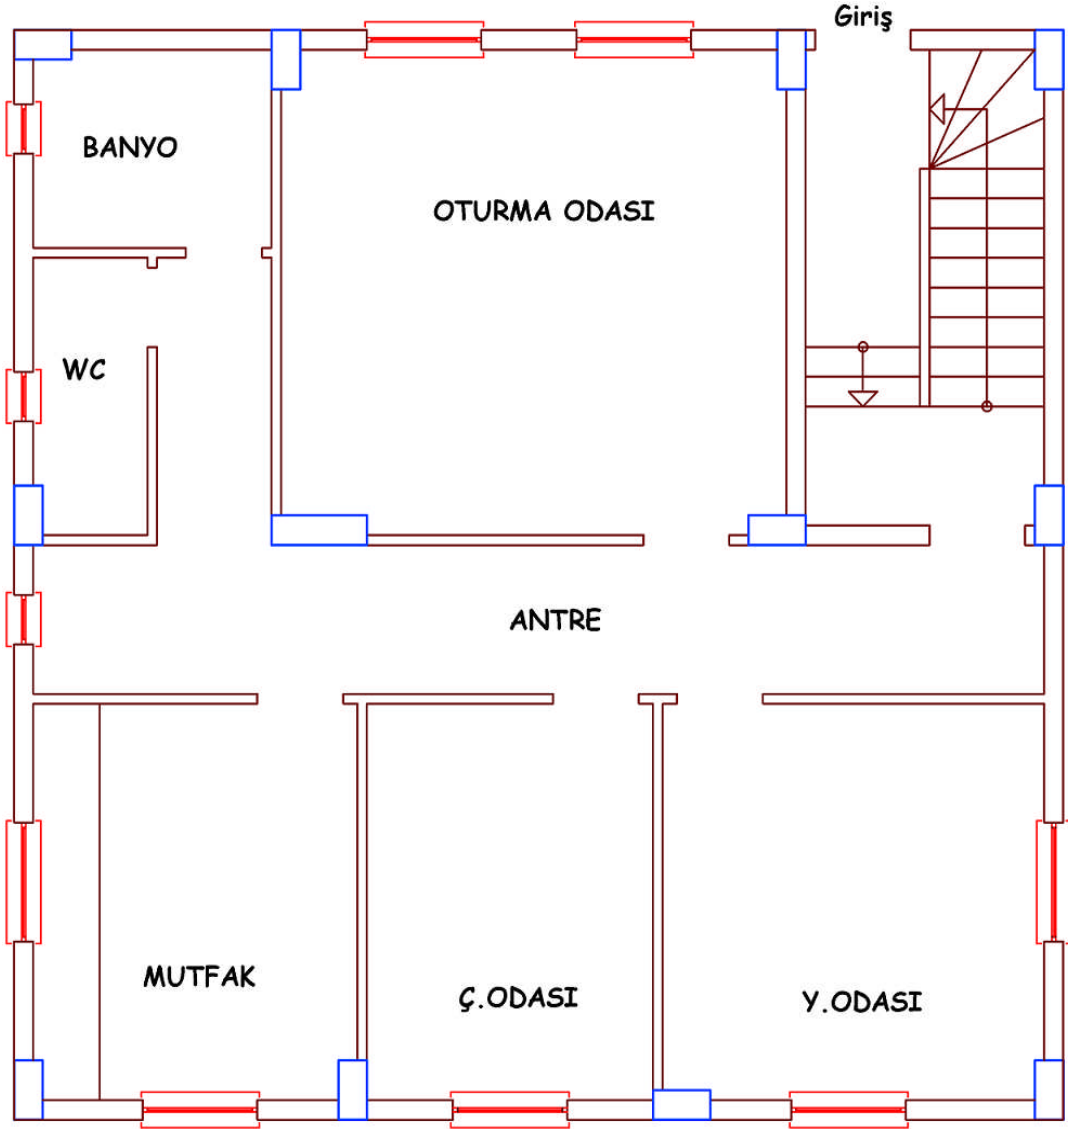 Giriş
BANYO
OTURMA ODASI
WC
ANTRE
MUTFAK
Ç.ODASI
Y.ODASI